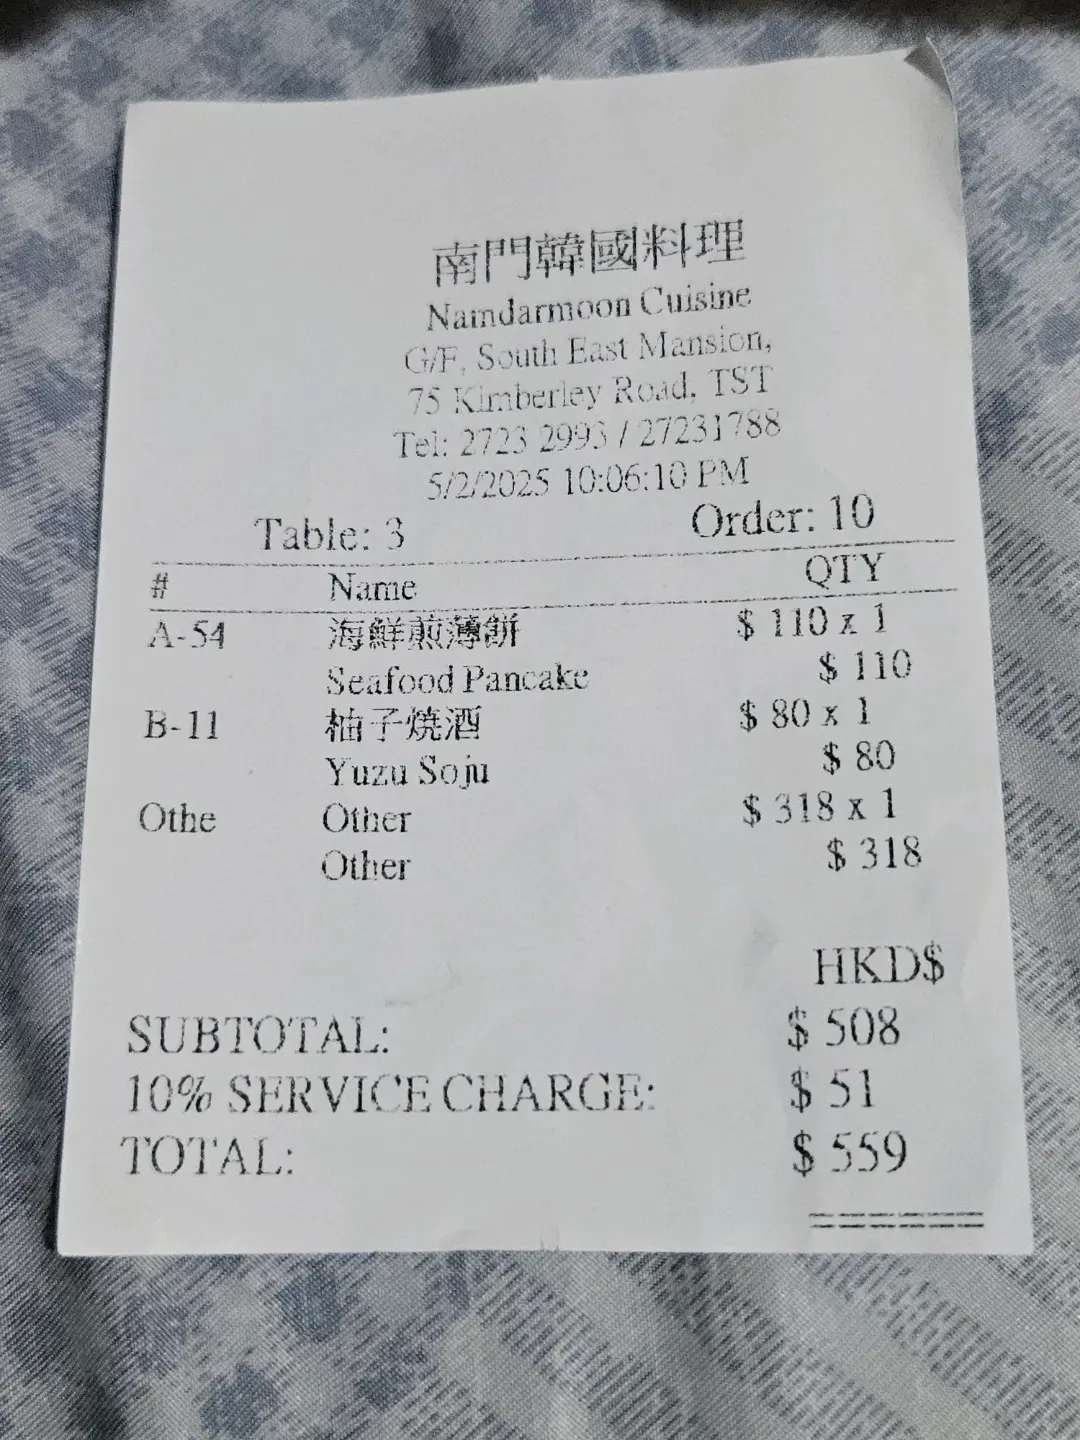 南門韓國料理
Namdarmoon Cuisine
G/F, South East Mansion,
75 Kimberley Road, TST
Tel: 2723 2993 / 27231788
5/2/2025 10:06:10 PM
Table: 3 Order: 10
# Name QTY
A-54 海鮮煎薄餅 $ 110 x 1
Seafood Pancake $ 110
B-11 柚子燒酒 $ 80 x 1
Yuzu Soju $ 80
Othe Other $ 318 x 1
Other $ 318
HKD$
SUBTOTAL: $ 508
10% SERVICE CHARGE: $ 51
TOTAL: $ 559
======